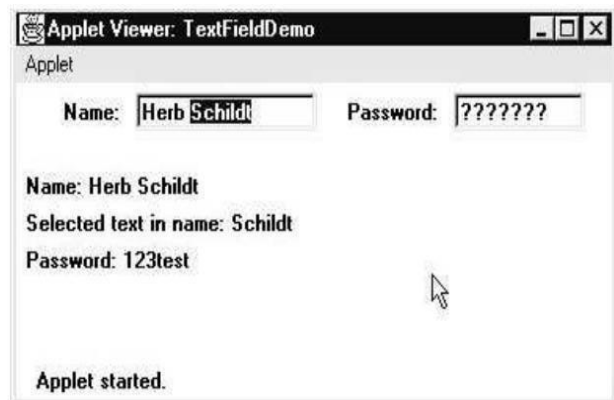 Applet Viewer: TextFieldDemo
Applet
Name: Herb Schildt Password: ???????
Name: Herb Schildt
Selected text in name: Schildt
Password: 123test
Applet started.